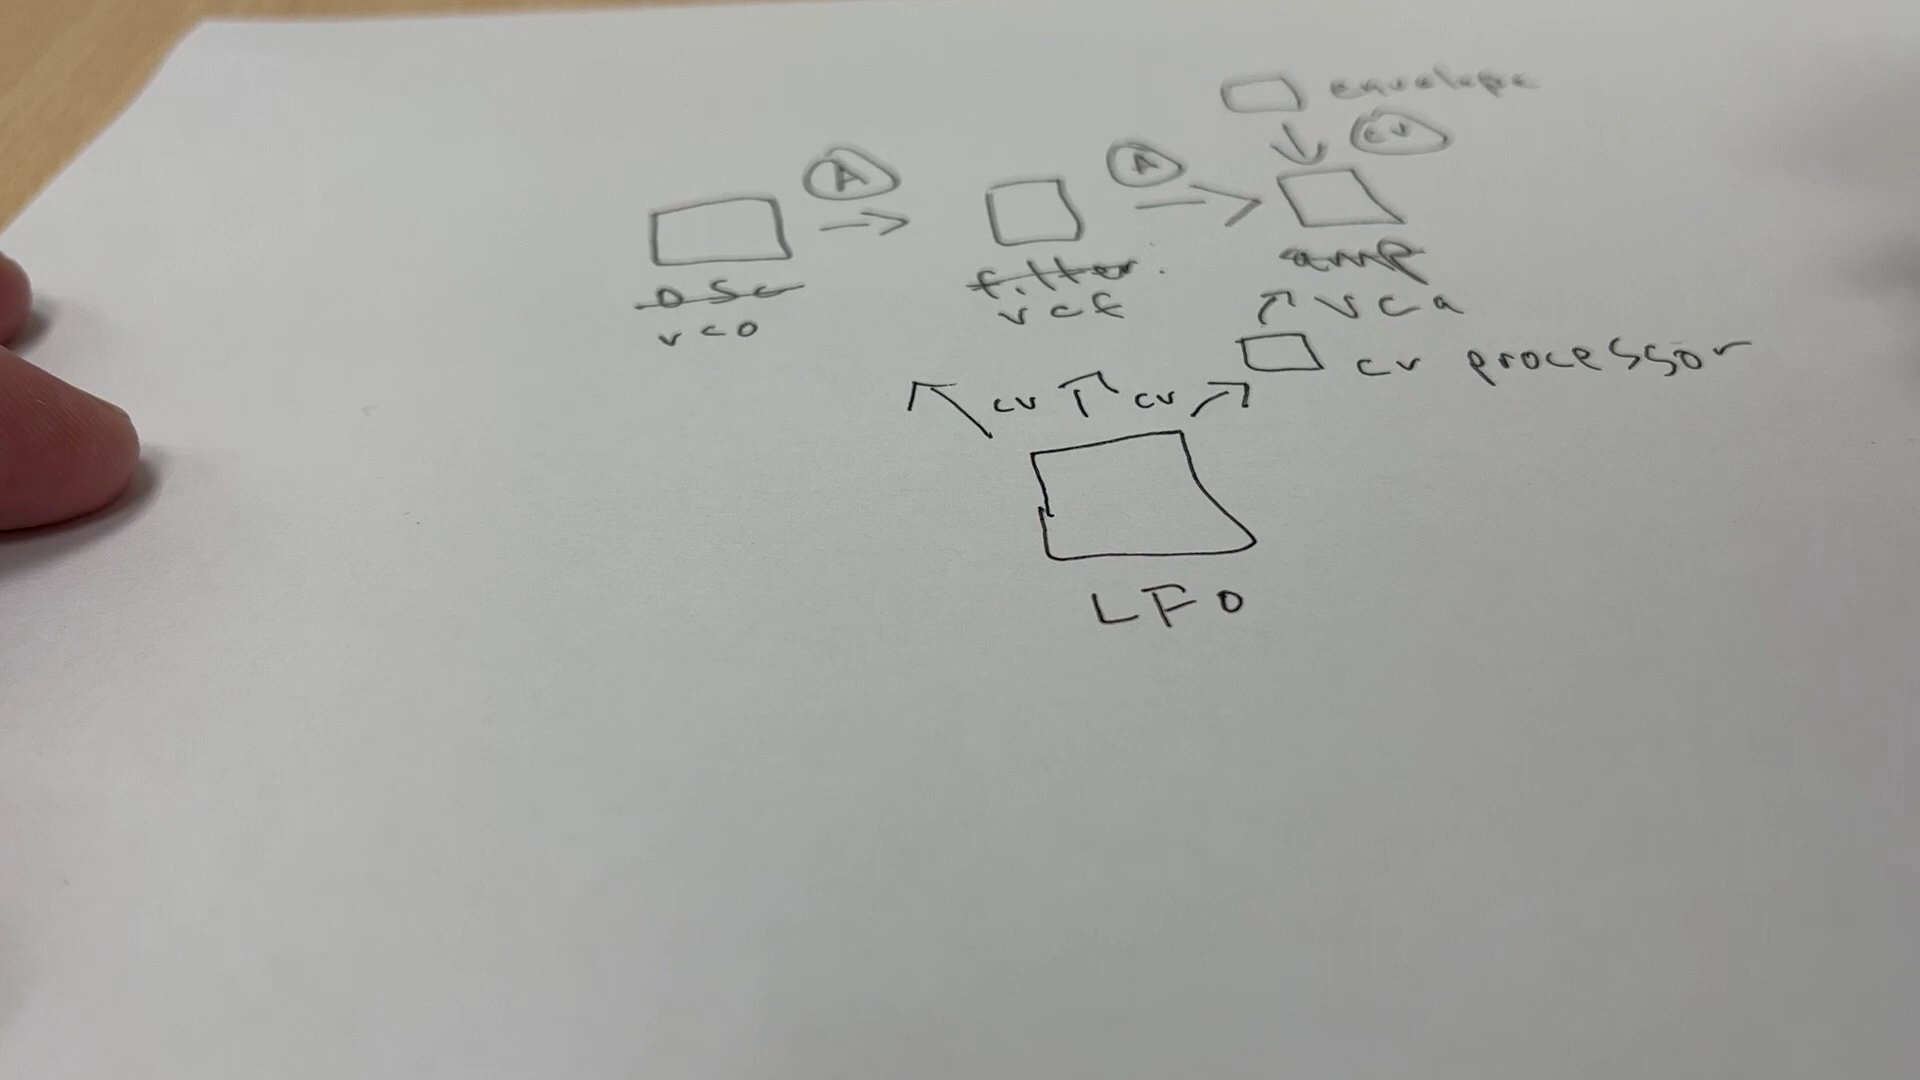 envelope
cv
A
A
osc
vco
filter.
vcf
amp
vca
cv processor
cv
cv
LFO